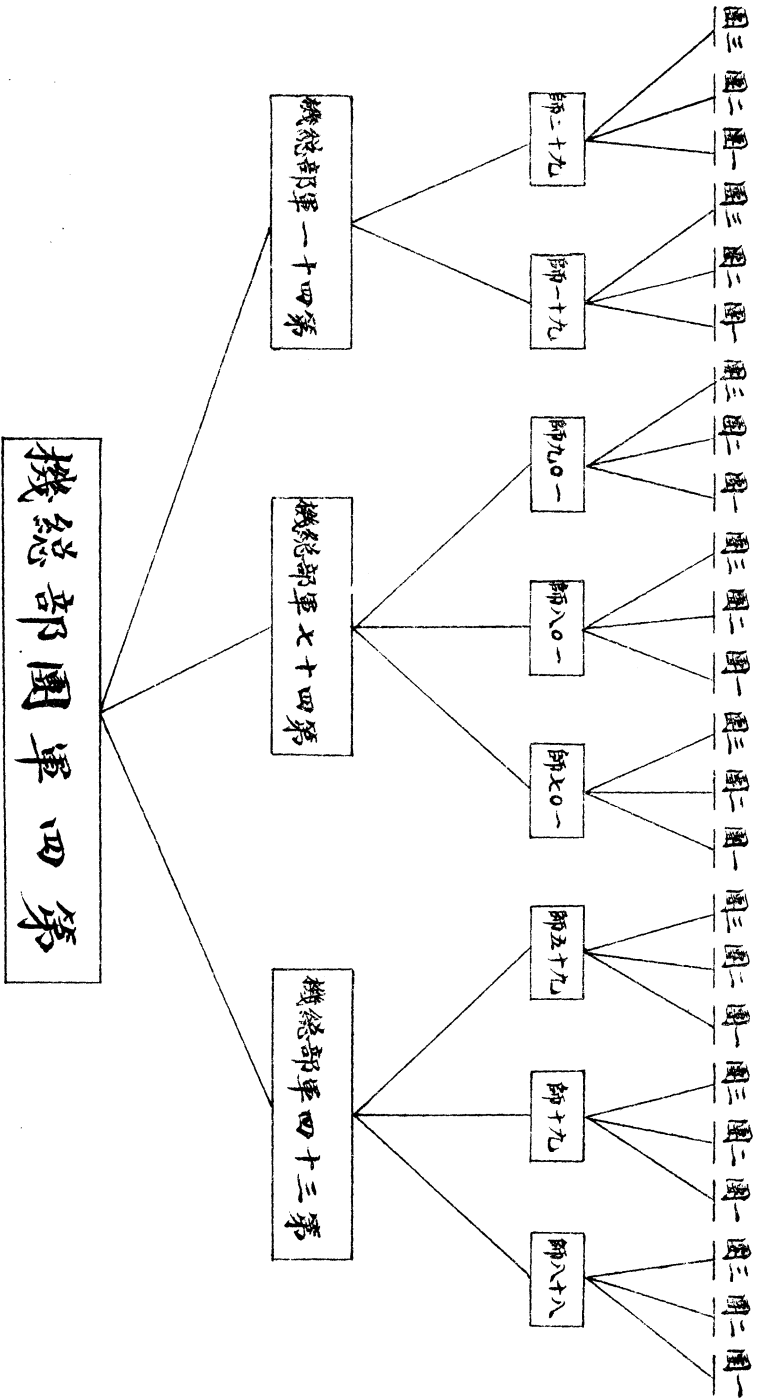 一團
二團
三團
一團
二團
三團
一團
二團
三團
一團
二團
三團
一團
二團
三團
一團
二團
三團
一團
二團
三團
一團
二團
三團
八十八師
九十師
九十五師
一〇七師
一〇八師
一〇九師
九十一師
九十二師
第三十四軍部総機
第四十七軍部総機
第四十一軍部総機
第四軍團部総機